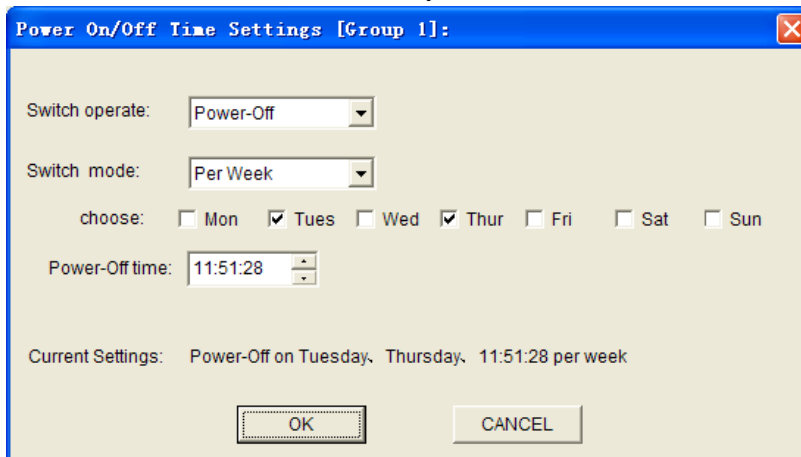 Power On/Off Time Settings [Group 1]:
Switch operate: Power-Off
Switch mode: Per Week
choose: Mon Tues Wed Thur Fri Sat Sun
Power-Off time: 11:51:28
Current Settings: Power-Off on Tuesday、Thursday、11:51:28 per week
OK CANCEL